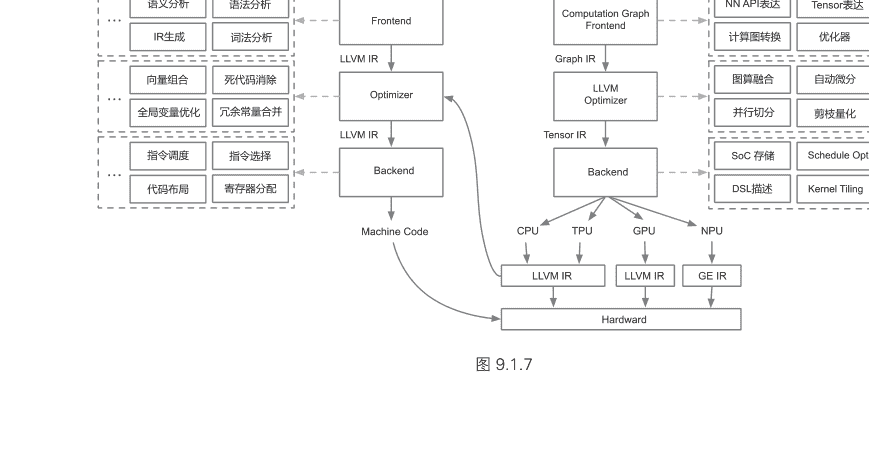 语义分析 语法分析
... IR生成 词法分析
Frontend
Computation Graph
Frontend
NN API表达 Tensor表达
计算图转换 优化器
LLVM IR
Graph IR
向量组合 死代码消除
... 全局变量优化 冗余常量合并
Optimizer
LLVM
Optimizer
图算融合 自动微分
并行切分 剪枝量化
LLVM IR
Tensor IR
指令调度 指令选择
... 代码布局 寄存器分配
Backend
Backend
SoC 存储 Schedule Opt
DSL描述 Kernel Tiling
Machine Code
CPU TPU GPU NPU
LLVM IR LLVM IR GE IR
Hardward
图 9.1.7